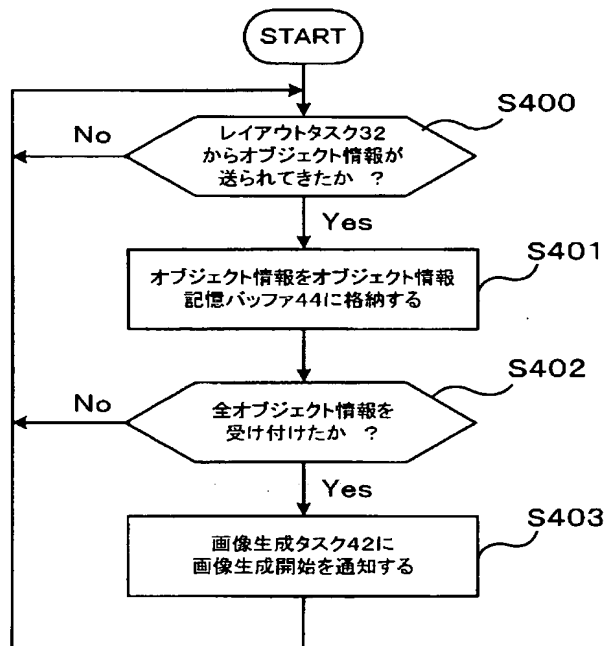 START
S400
No
レイアウトタスク32
からオブジェクト情報が
送られてきたか ?
Yes
S401
オブジェクト情報をオブジェクト情報
記憶バッファ44に格納する
S402
No
全オブジェクト情報を
受け付けたか ?
Yes
S403
画像生成タスク42に
画像生成開始を通知する